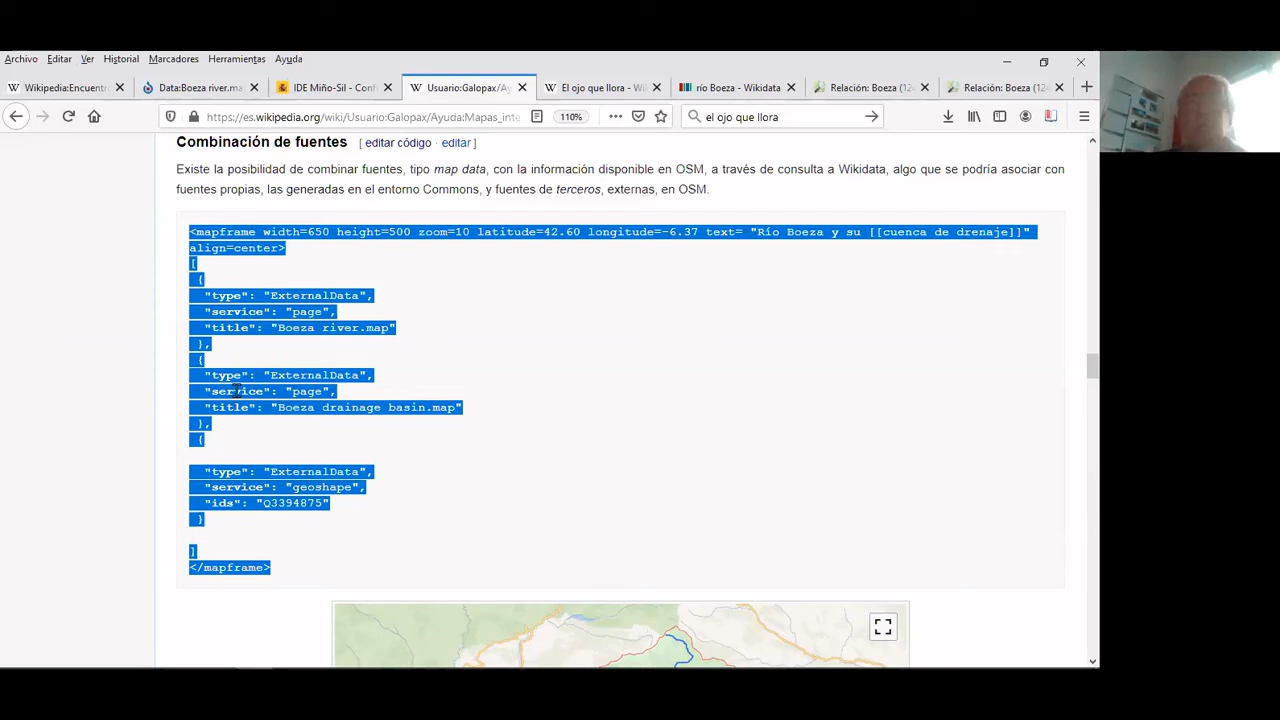 Archivo Editar Ver Historial Marcadores Herramientas Ayuda
Wikipedia:Encuentr
Data:Boeza river.ma
IDE Miño-Sil - Conf
Usuario:Galopax/Ay
El ojo que llora - Wi
río Boeza - Wikidata
Relación: Boeza (124
Relación: Boeza (124
https://es.wikipedia.org/wiki/Usuario:Galopax/Ayuda:Mapas_inte
110%
el ojo que llora
Combinación de fuentes [ editar código · editar ]
Existe la posibilidad de combinar fuentes, tipo map data, con la información disponible en OSM, a través de consulta a Wikidata, algo que se podría asociar con
fuentes propias, las generadas en el entorno Commons, y fuentes de terceros, externas, en OSM.
<mapframe width=650 height=500 zoom=10 latitude=42.60 longitude=-6.37 text= "Río Boeza y su [[cuenca de drenaje]]"
align=center>
[
{
"type": "ExternalData",
"service": "page",
"title": "Boeza river.map"
},
{
"type": "ExternalData",
"service": "page",
"title": "Boeza drainage basin.map"
},
{
"type": "ExternalData",
"service": "geoshape",
"ids": "Q3394875"
}
]
</mapframe>